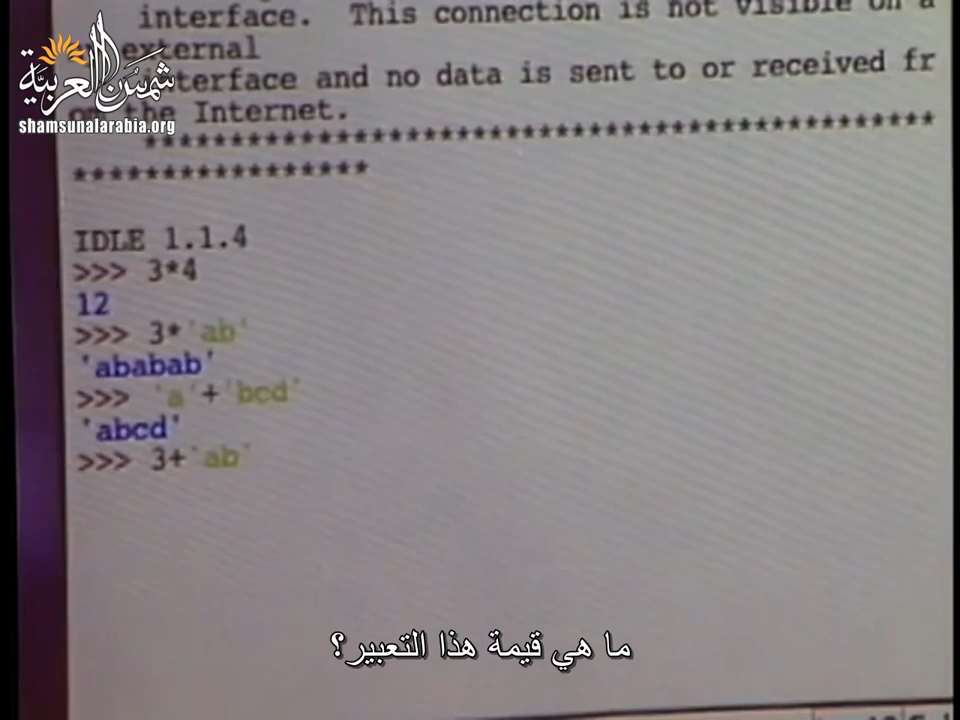 interface. This connection is not visible on a
external
terface and no data is sent to or received fr
the Internet.
***********************************************
*****************
IDLE 1.1.4
>>> 3*4
12
>>> 3*'ab'
'ababab'
>>> 'a'+'bcd'
'abcd'
>>> 3+'ab'
شمس العربية
shamsunalarabia.org
ما هي قيمة هذا التعبير؟